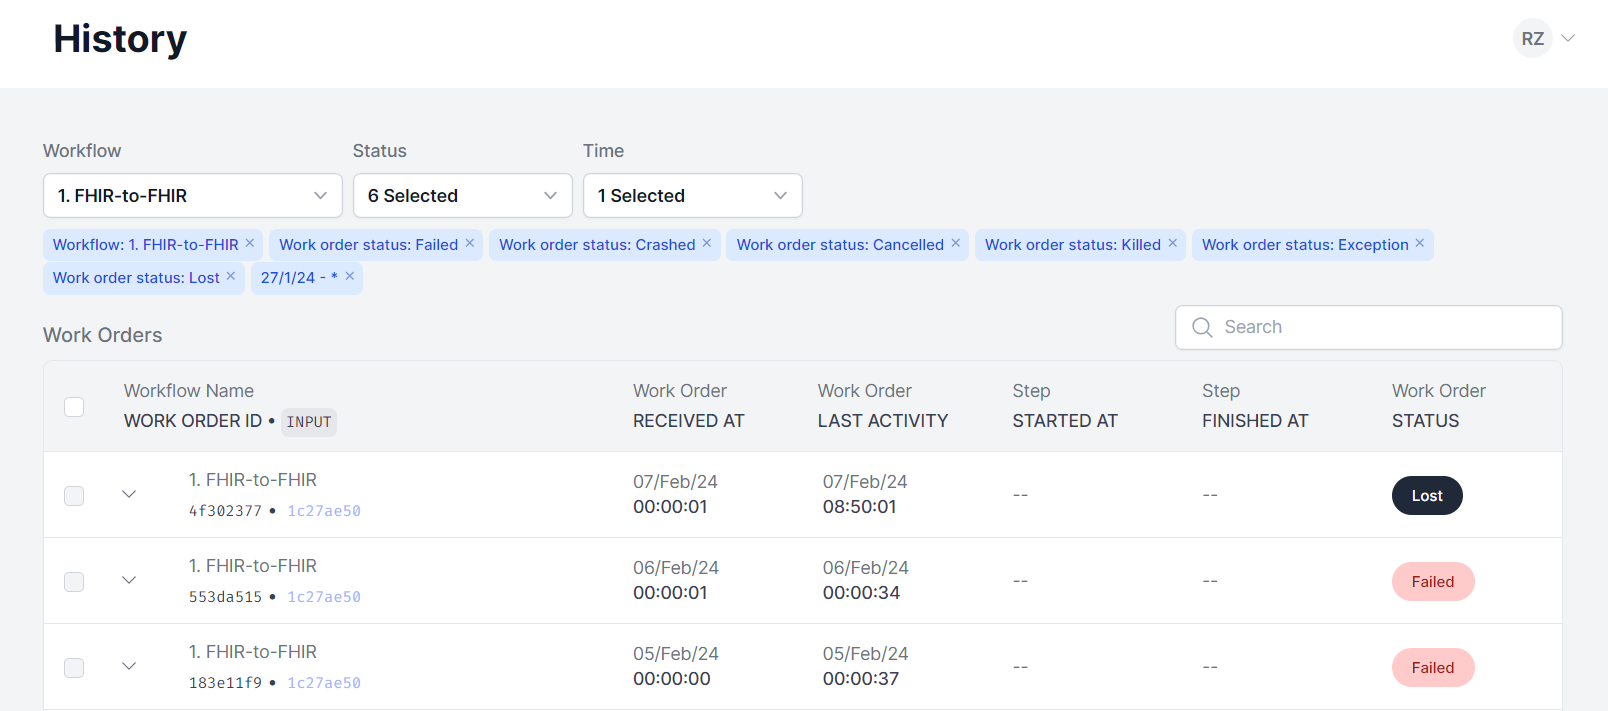 History
RZ
Workflow Status Time
1. FHIR-to-FHIR 6 Selected 1 Selected
Workflow: 1. FHIR-to-FHIR × Work order status: Failed × Work order status: Crashed × Work order status: Cancelled × Work order status: Killed × Work order status: Exception ×
Work order status: Lost × 27/1/24 - * ×
Work Orders
Search
Workflow Name Work Order Work Order Step Step Work Order
WORK ORDER ID • INPUT RECEIVED AT LAST ACTIVITY STARTED AT FINISHED AT STATUS
1. FHIR-to-FHIR 07/Feb/24 07/Feb/24
4f302377 • 1c27ae50 00:00:01 08:50:01 -- -- Lost
1. FHIR-to-FHIR 06/Feb/24 06/Feb/24
553da515 • 1c27ae50 00:00:01 00:00:34 -- -- Failed
1. FHIR-to-FHIR 05/Feb/24 05/Feb/24
183e11f9 • 1c27ae50 00:00:00 00:00:37 -- -- Failed